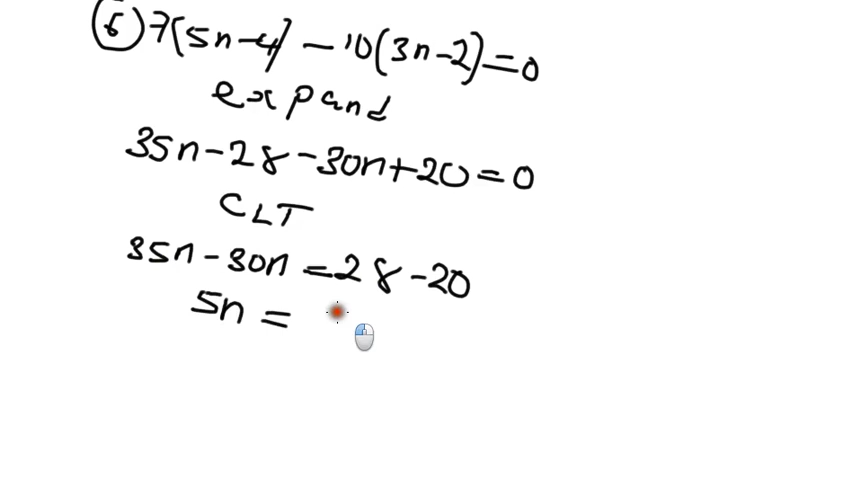 ⑥ 7(5n-4) - 10(3n-2)=0
expand
35n-28-30n+20=0
CLT
35n-30n=28-20
5n=